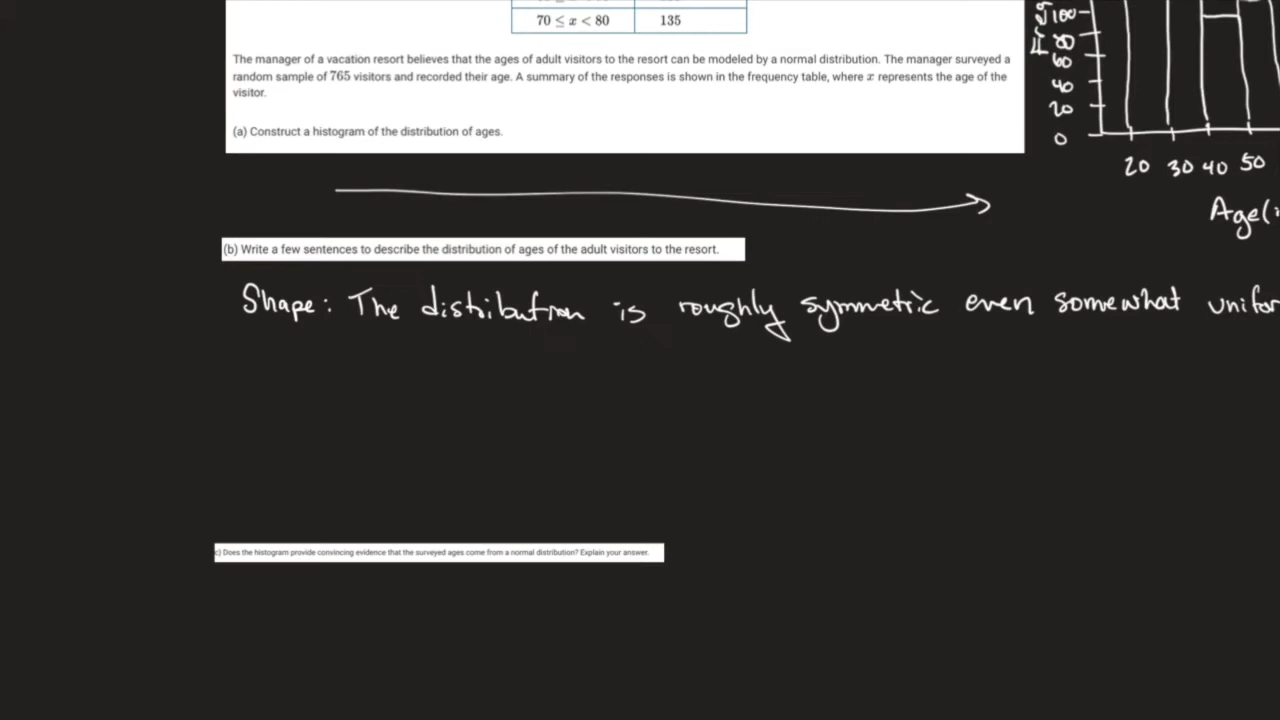 70 ≤ x < 80 135
The manager of a vacation resort believes that the ages of adult visitors to the resort can be modeled by a normal distribution. The manager surveyed a
random sample of 765 visitors and recorded their age. A summary of the responses is shown in the frequency table, where x represents the age of the
visitor.
(a) Construct a histogram of the distribution of ages.
100
80
60
40
20
0
20 30 40 50
Age(
(b) Write a few sentences to describe the distribution of ages of the adult visitors to the resort.
Shape: The distribution is roughly symmetric even somewhat unifor
c) Does the histogram provide convincing evidence that the surveyed ages come from a normal distribution? Explain your answer.